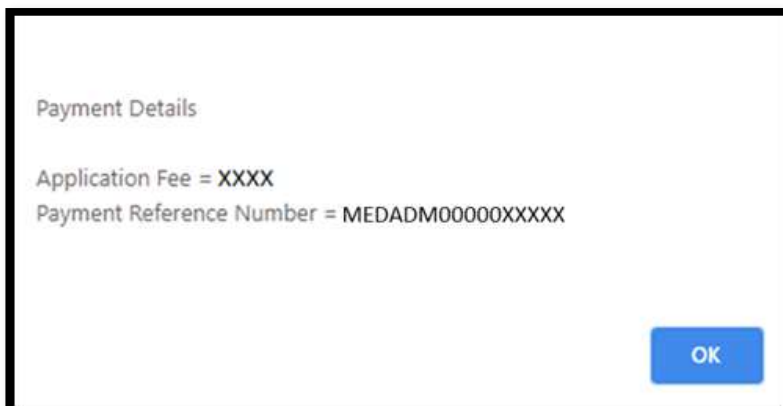 Payment Details
Application Fee = XXXX
Payment Reference Number = MEDADM00000XXXXX
OK